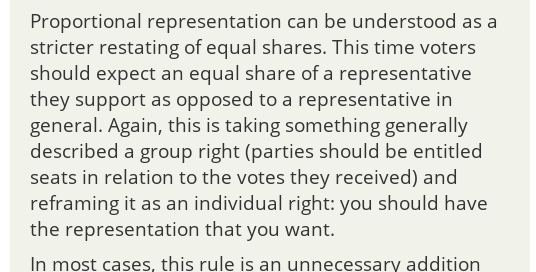 Proportional representation can be understood as a
stricter restating of equal shares. This time voters
should expect an equal share of a representative
they support as opposed to a representative in
general. Again, this is taking something generally
described a group right (parties should be entitled
seats in relation to the votes they received) and
reframing it as an individual right: you should have
the representation that you want.
In most cases, this rule is an unnecessary addition